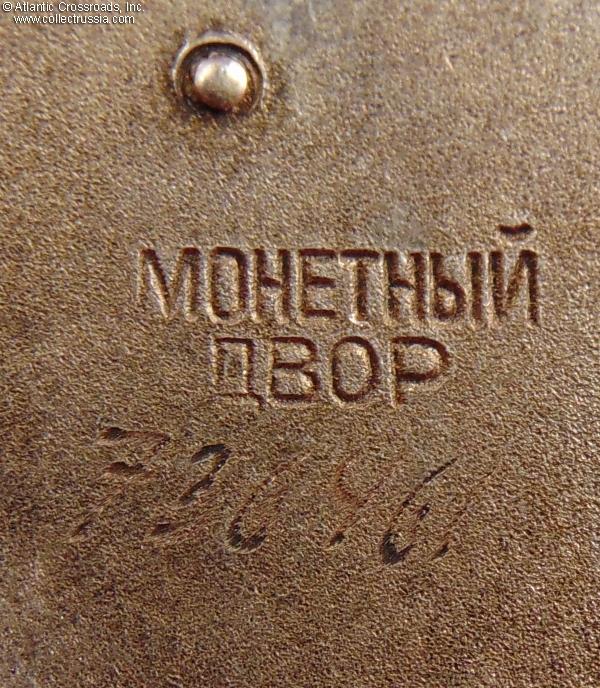 © Atlantic Crossroads, Inc.
www.collectrussia.com
МОНЕТНЫЙ
ДВОР